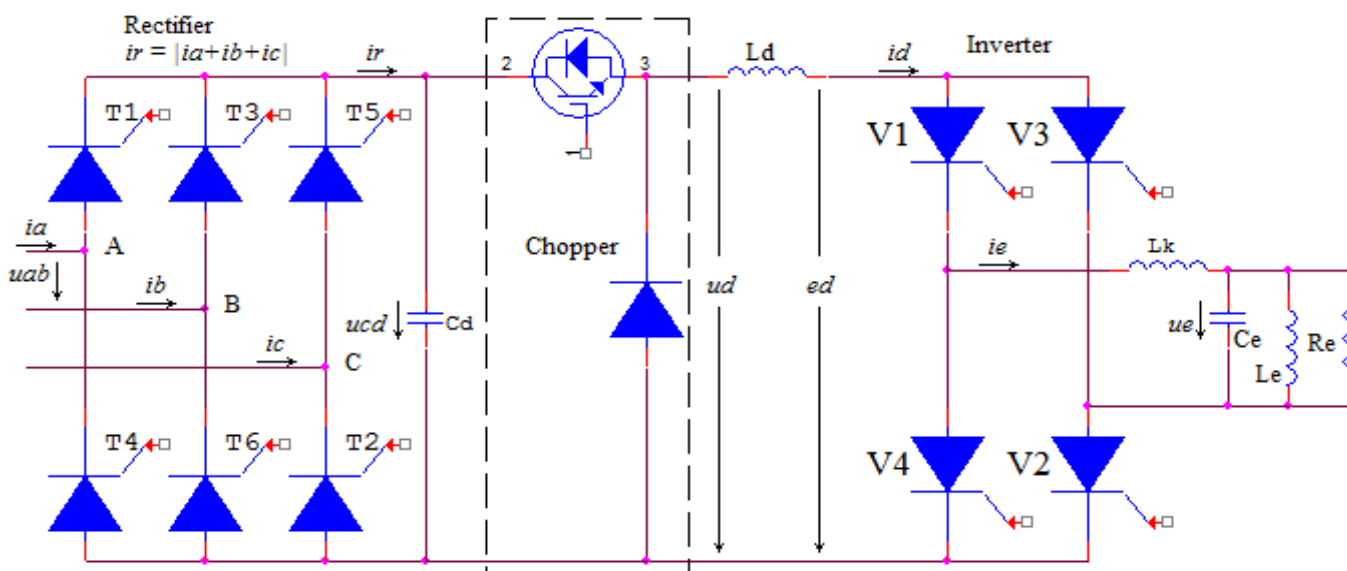 Rectifier
ir = |ia+ib+ic|
ir
2
3
1
Ld
id
Inverter
T1
T3
T5
V1
V3
ia
A
uab
ib
B
ic
C
ucd
Cd
Chopper
ud
ed
ie
Lk
ue
Ce
Le
Re
T4
T6
T2
V4
V2